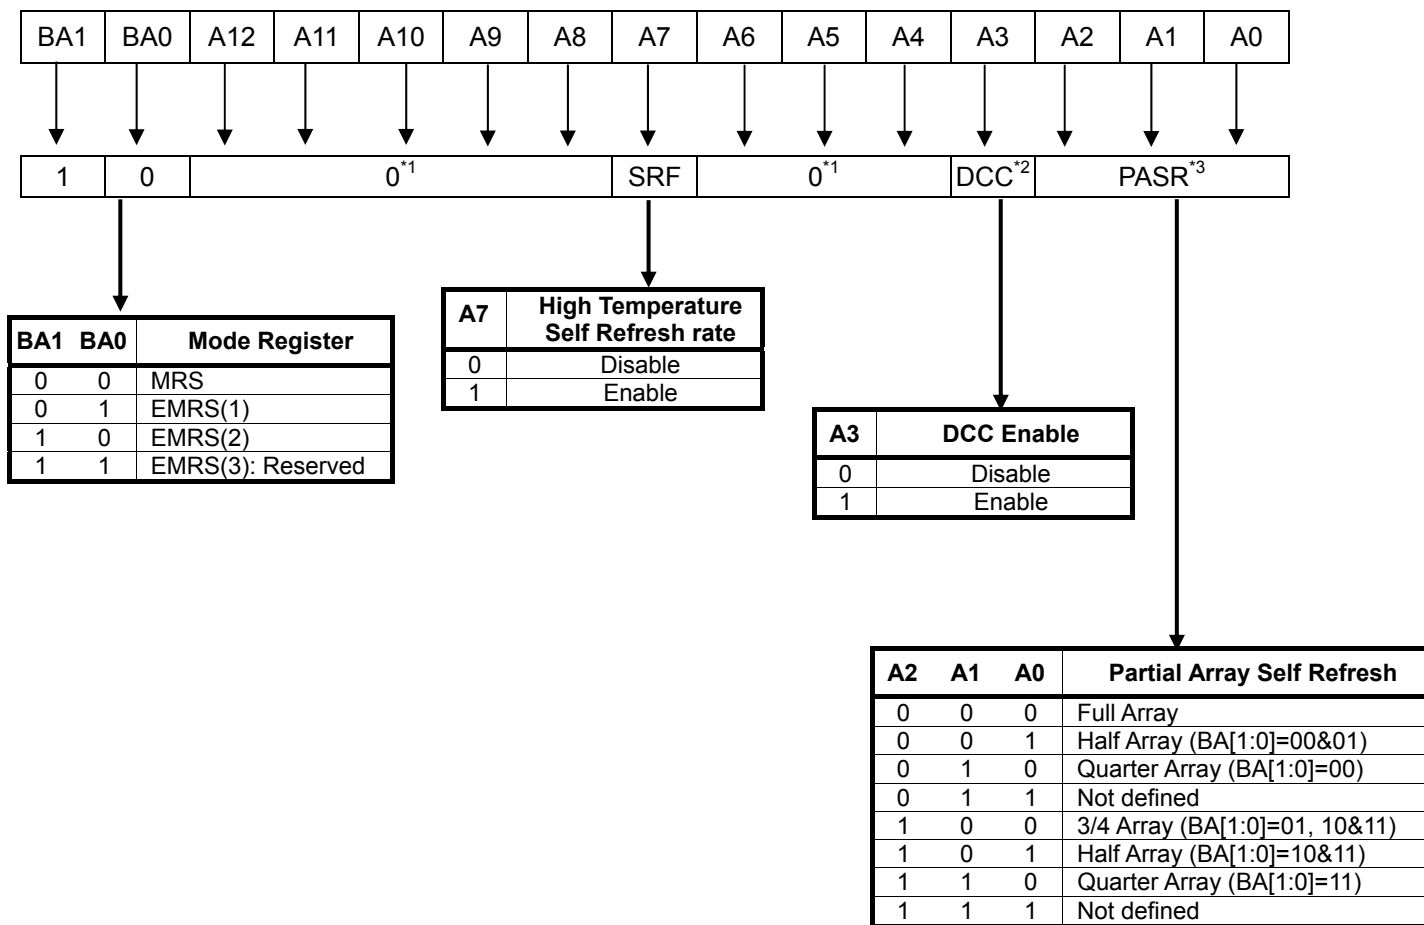 BA1 BA0 A12 A11 A10 A9 A8 A7 A6 A5 A4 A3 A2 A1 A0
1 0 0*1 SRF 0*1 DCC*2 PASR*3
BA1 BA0 Mode Register
0 0 MRS
0 1 EMRS(1)
1 0 EMRS(2)
1 1 EMRS(3): Reserved
A7 High Temperature
Self Refresh rate
0 Disable
1 Enable
A3 DCC Enable
0 Disable
1 Enable
A2 A1 A0 Partial Array Self Refresh
0 0 0 Full Array
0 0 1 Half Array (BA[1:0]=00&01)
0 1 0 Quarter Array (BA[1:0]=00)
0 1 1 Not defined
1 0 0 3/4 Array (BA[1:0]=01, 10&11)
1 0 1 Half Array (BA[1:0]=10&11)
1 1 0 Quarter Array (BA[1:0]=11)
1 1 1 Not defined